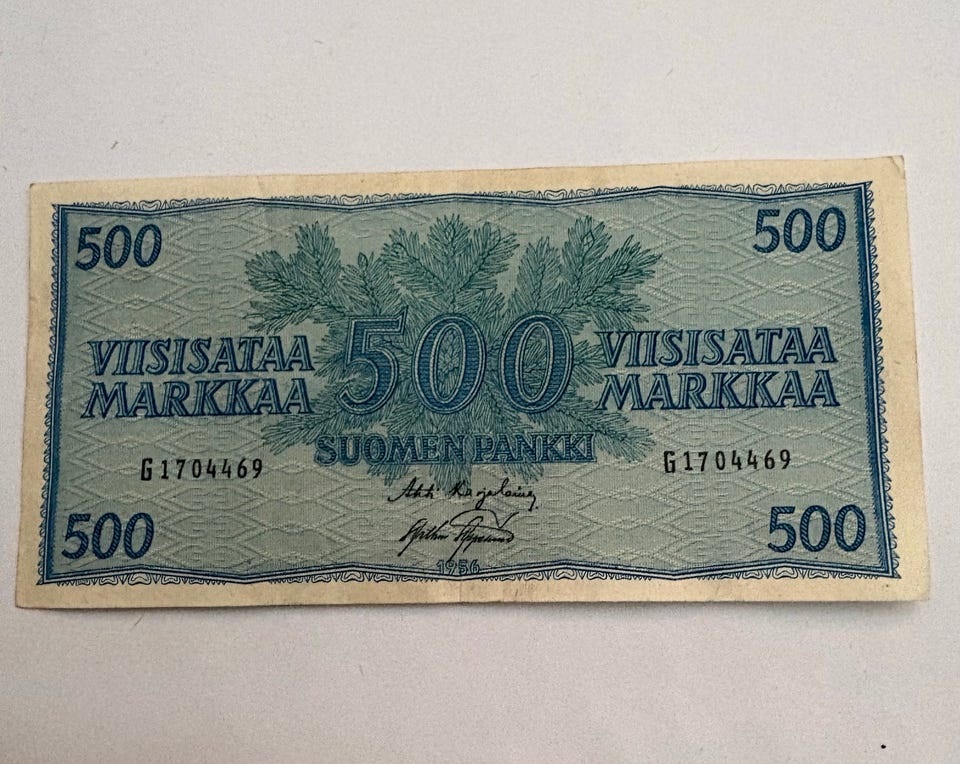 500 500
VIISISATAA 500 VIISISATAA
MARKKAA MARKKAA
SUOMEN PANKKI
G1704469 G1704469
500 500
1956